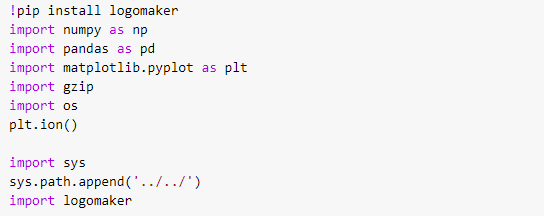 !pip install logomaker
import numpy as np
import pandas as pd
import matplotlib.pyplot as plt
import gzip
import os
plt.ion()

import sys
sys.path.append('../../')
import logomaker